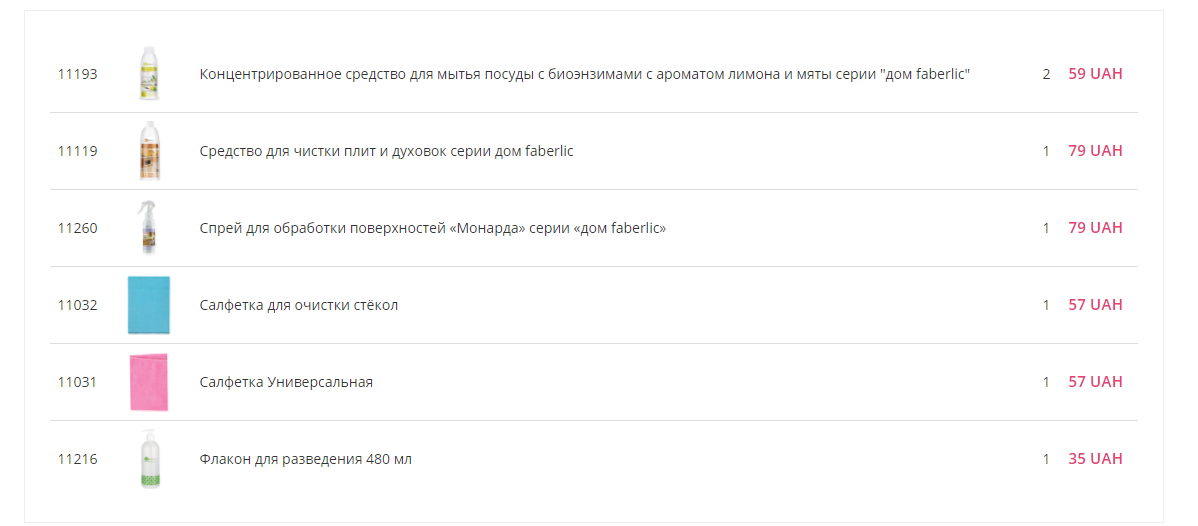 11193 Концентрированное средство для мытья посуды с биоэнзимами с ароматом лимона и мяты серии "дом faberlic" 2 59 UAH
11119 Средство для чистки плит и духовок серии дом faberlic 1 79 UAH
11260 Спрей для обработки поверхностей «Монарда» серии «дом faberlic» 1 79 UAH
11032 Салфетка для очистки стёкол 1 57 UAH
11031 Салфетка Универсальная 1 57 UAH
11216 Флакон для разведения 480 мл 1 35 UAH